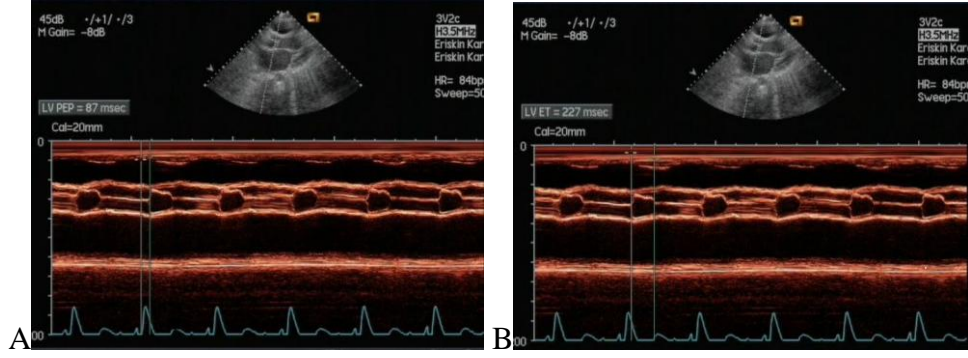 45dB ·/+1/ ·/3
M Gain= -8dB
3V2c
H3.5MHz
Eriskin Kar
Eriskin Kar
HR= 84bp
Sweep=50
LV PEP = 87 msec
Cal=20mm
0
00
A
45dB ·/+1/ ·/3
M Gain= -8dB
3V2c
H3.5MHz
Eriskin Kar
Eriskin Kar
HR= 84bp
Sweep=50
LV ET = 227 msec
Cal=20mm
0
00
B